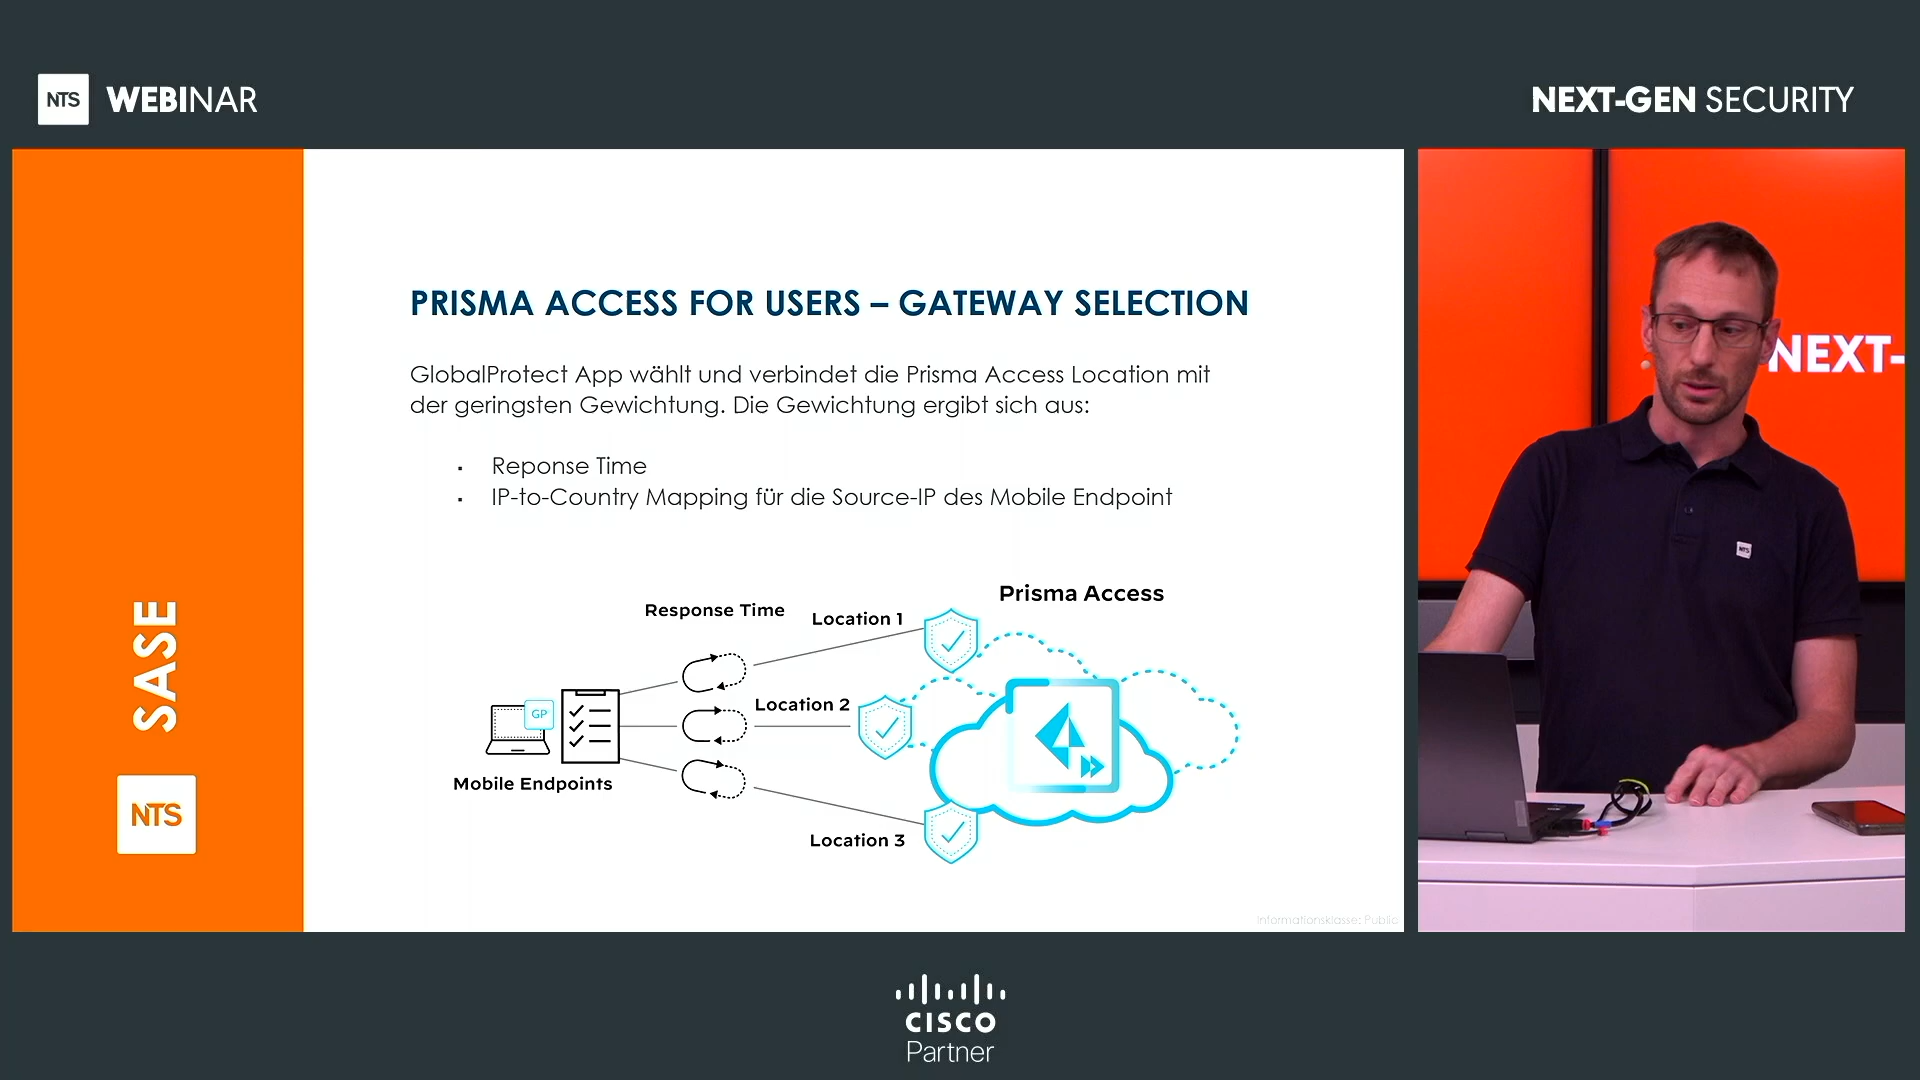 NTS WEBINAR
NEXT-GEN SECURITY
PRISMA ACCESS FOR USERS – GATEWAY SELECTION
GlobalProtect App wählt und verbindet die Prisma Access Location mit
der geringsten Gewichtung. Die Gewichtung ergibt sich aus:
▪ Reponse Time
▪ IP-to-Country Mapping für die Source-IP des Mobile Endpoint
Prisma Access
Response Time
Location 1
Location 2
GP
Mobile Endpoints
Location 3
SASE
NTS
Informationsklasse: Public
NEXT-
NTS
CISCO
Partner